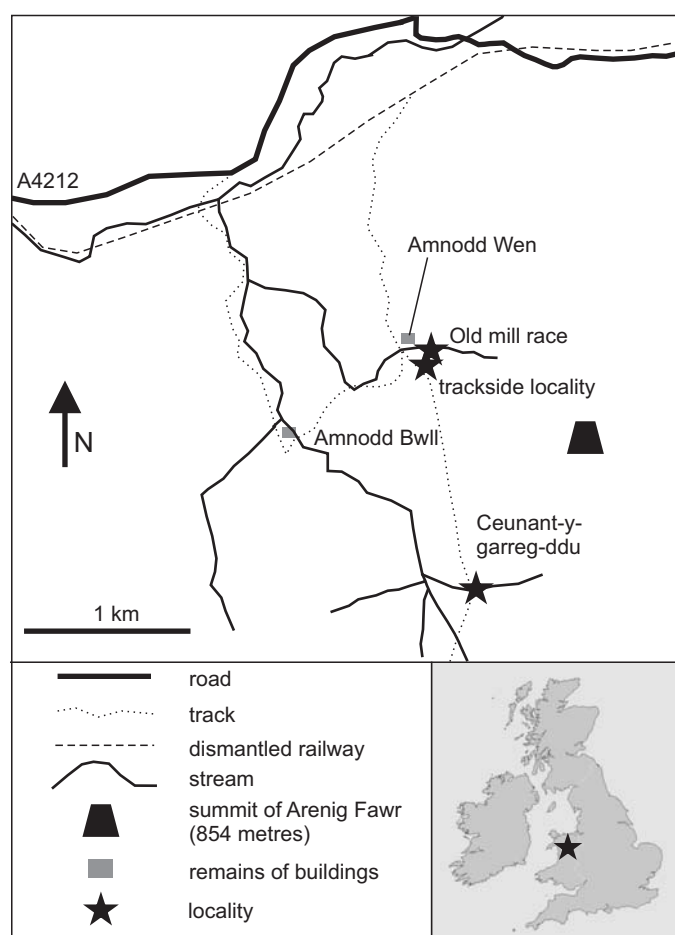 A4212
Amnodd Wen
Old mill race
trackside locality
N
Amnodd Bwll
Ceunant-y-
garreg-ddu
1 km
road
track
dismantled railway
stream
summit of Arenig Fawr
(854 metres)
remains of buildings
locality